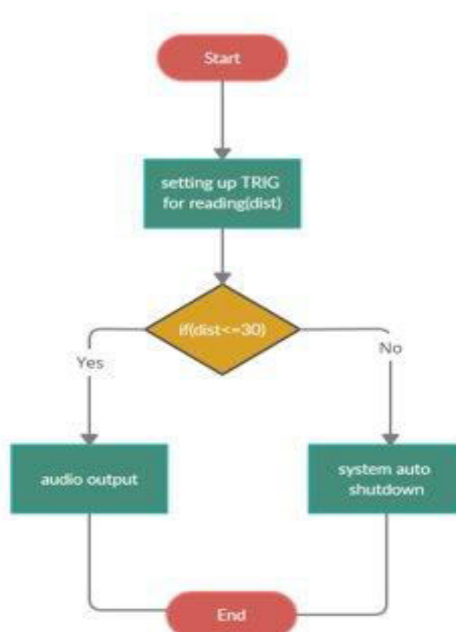 Start
setting up TRIG
for reading(dist)
if(dist<=30)
Yes
No
audio output
system auto
shutdown
End